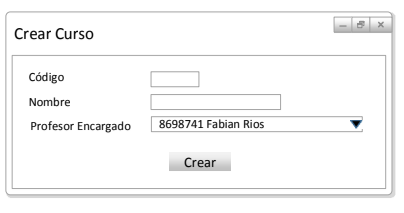 Crear Curso
Código
Nombre
Profesor Encargado 8698741 Fabian Rios
Crear